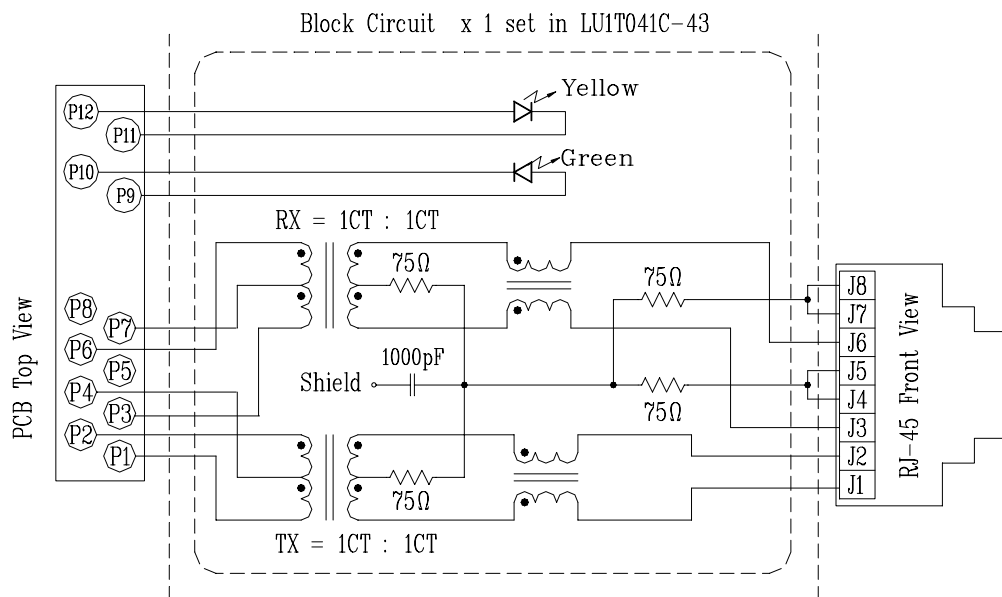 Block Circuit x 1 set in LU1T041C-43
P12
Yellow
P11
P10
Green
P9
RX = 1CT : 1CT
75Ω
75Ω
J8
P8
P7
J7
P6
J6
1000pF
P5
Shield
J5
P4
J4
P3
75Ω
J3
P2
J2
P1
J1
75Ω
TX = 1CT : 1CT
PCB Top View
RJ-45 Front View